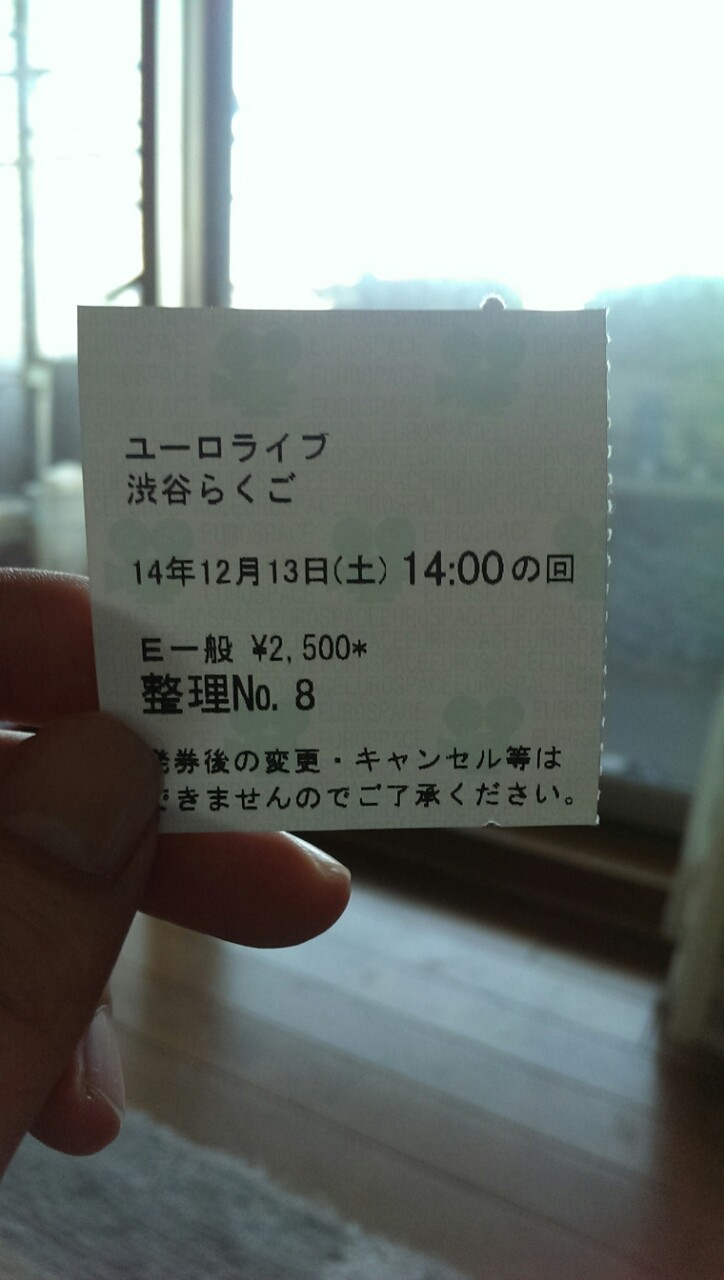 ユーロライブ
渋谷らくご
14年12月13日(土) 14:00の回
E一般 ¥2,500*
整理No. 8
券後の変更・キャンセル等は
きませんのでご了承ください。
EUROSPACE